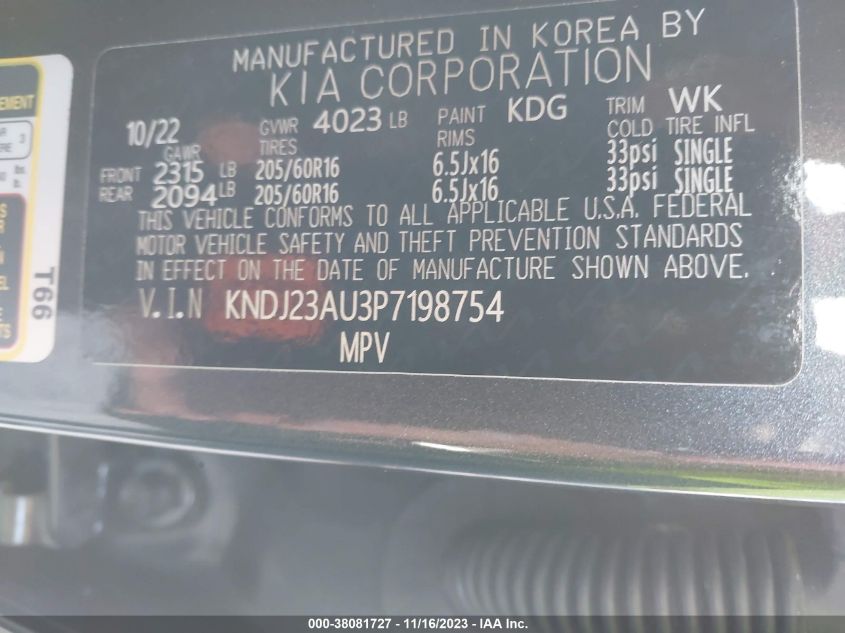 MANUFACTURED IN KOREA BY
KIA CORPORATION
10/22 GVWR 4023 LB PAINT KDG TRIM WK
GAWR TIRES RIMS COLD TIRE INFL
FRONT 2315 LB 205/60R16 6.5Jx16 33psi SINGLE
REAR 2094 LB 205/60R16 6.5Jx16 33psi SINGLE
THIS VEHICLE CONFORMS TO ALL APPLICABLE U.S.A. FEDERAL
MOTOR VEHICLE SAFETY AND THEFT PREVENTION STANDARDS
IN EFFECT ON THE DATE OF MANUFACTURE SHOWN ABOVE.
V.I.N KNDJ23AU3P7198754
MPV
T66
000-38081727 - 11/16/2023 - IAA Inc.